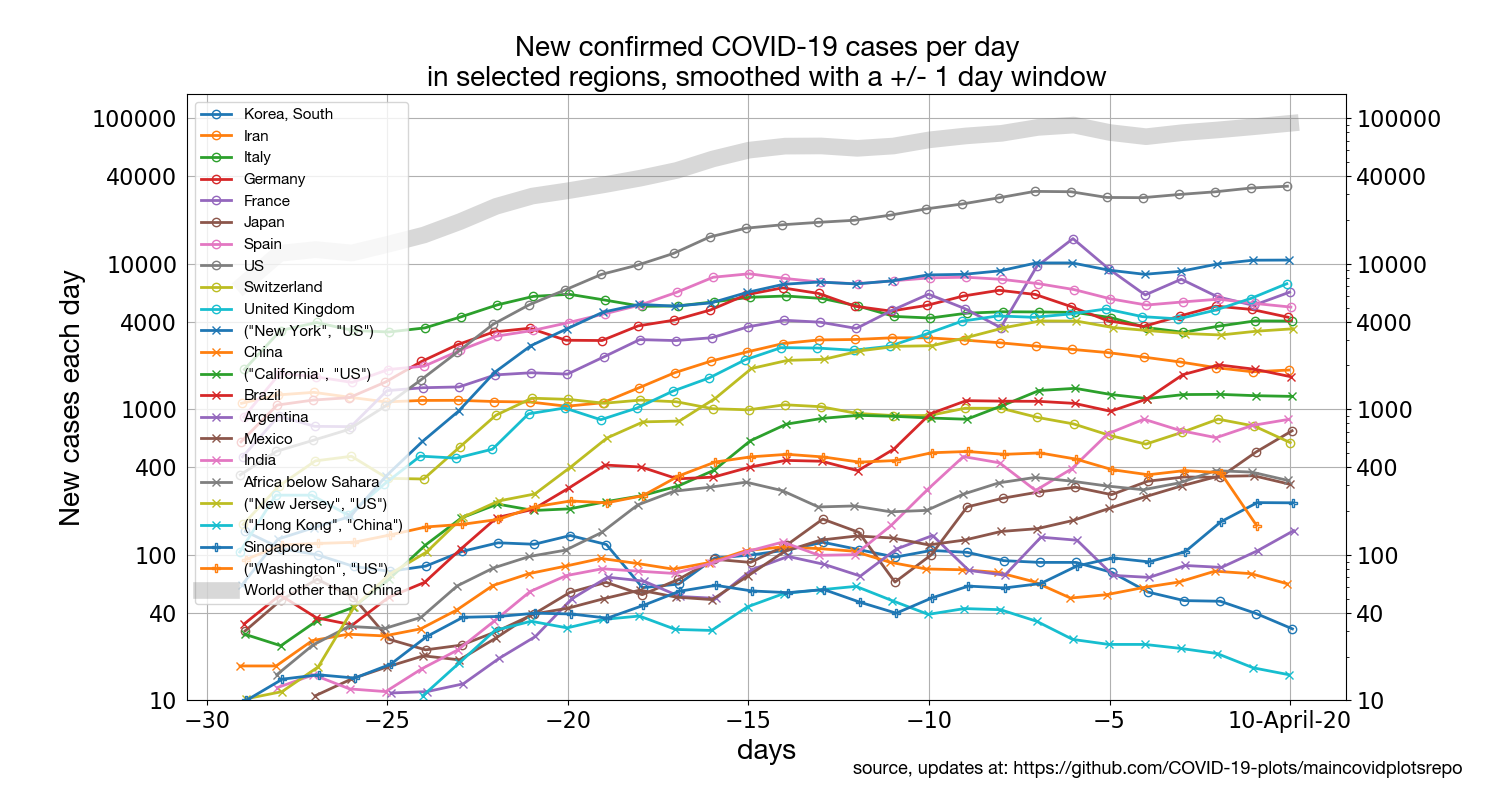 New confirmed COVID-19 cases per day
in selected regions, smoothed with a +/- 1 day window
New cases each day
100000
40000
10000
4000
1000
400
100
40
10
Korea, South
Iran
Italy
Germany
France
Japan
Spain
US
Switzerland
United Kingdom
("New York", "US")
China
("California", "US")
Brazil
Argentina
Mexico
India
Africa below Sahara
("New Jersey", "US")
("Hong Kong", "China")
Singapore
("Washington", "US")
World other than China
100000
40000
10000
4000
1000
400
100
40
10
−30 −25 −20 −15 −10 −5 10-April-20
days
source, updates at: https://github.com/COVID-19-plots/maincovidplotsrepo